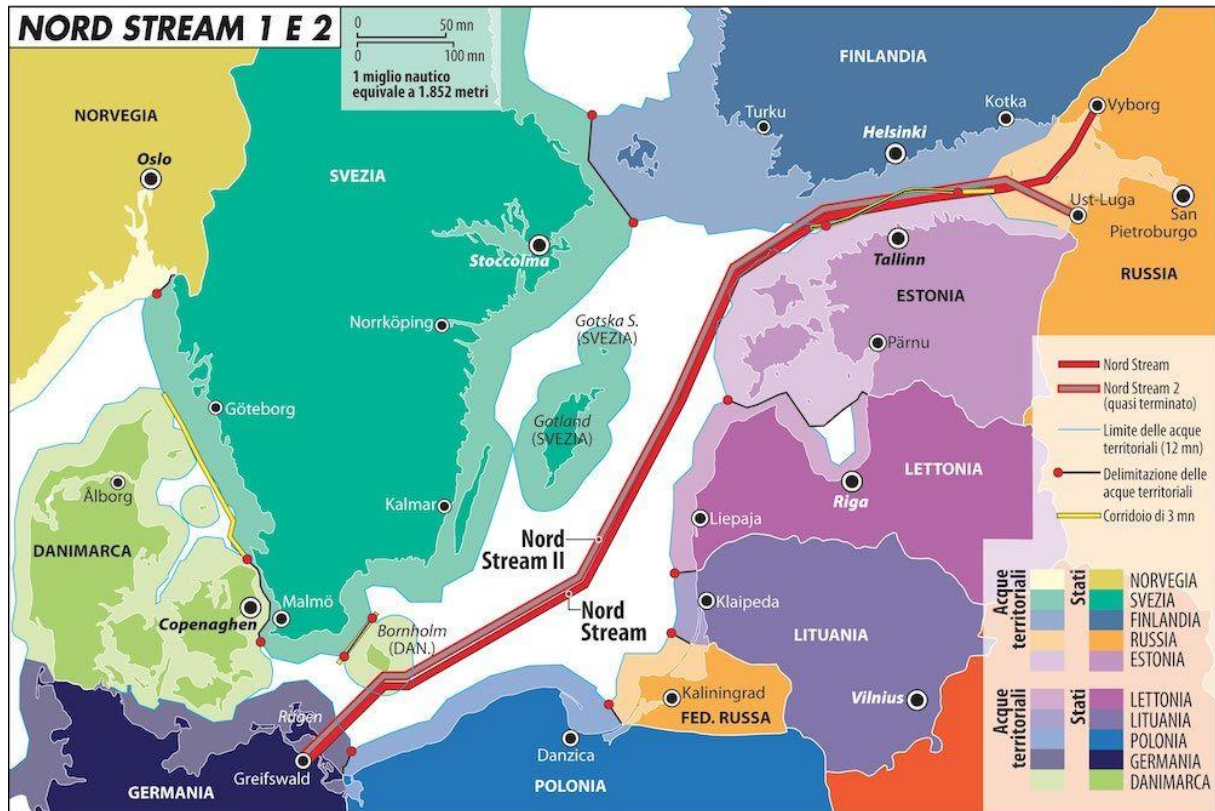 NORD STREAM 1 E 2
0 50 mn
0 100 mn
1 miglio nautico
equivale a 1.852 metri
NORVEGIA
Oslo
SVEZIA
Stoccolma
Norrköping
Göteborg
Kalmar
Malmö
Gotska S.
(SVEZIA)
Gotland
(SVEZIA)
FINLANDIA
Turku
Helsinki
Kotka
Vyborg
Ust-Luga
San
Pietroburgo
RUSSIA
Tallinn
ESTONIA
Pärnu
LETTONIA
Riga
Liepaja
Klaipeda
LITUANIA
Vilnius
Kaliningrad
FED. RUSSA
Danzica
POLONIA
Ålborg
DANIMARCA
Copenaghen
Bornholm
(DAN.)
Rügen
Greifswald
GERMANIA
Nord
Stream II
Nord
Stream
Nord Stream
Nord Stream 2
(quasi terminato)
Limite delle acque
territoriali (12 mn)
Delimitazione delle
acque territoriali
Corridoio di 3 mn
Acque
territoriali
Stati
NORVEGIA
SVEZIA
FINLANDIA
RUSSIA
ESTONIA
Acque
territoriali
Stati
LETTONIA
LITUANIA
POLONIA
GERMANIA
DANIMARCA